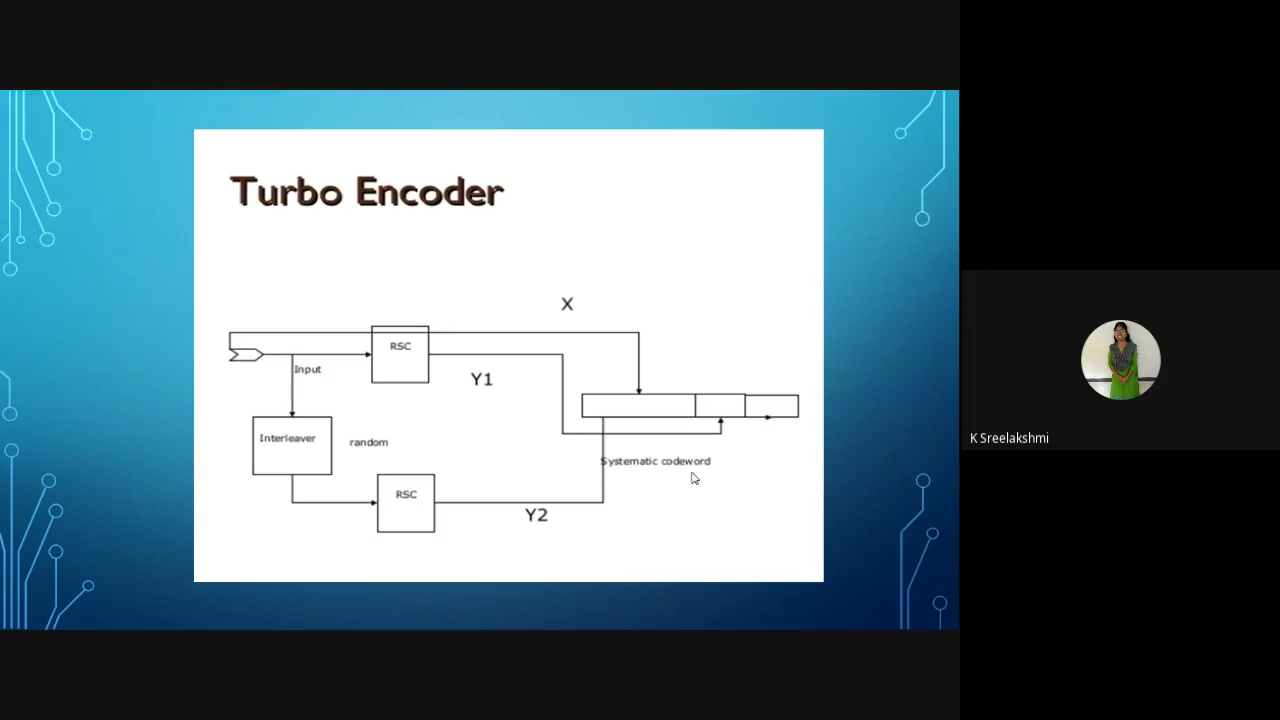 Turbo Encoder
X
RSC
Input
Y1
Interleaver
random
Systematic codeword
RSC
Y2
K Sreelakshmi